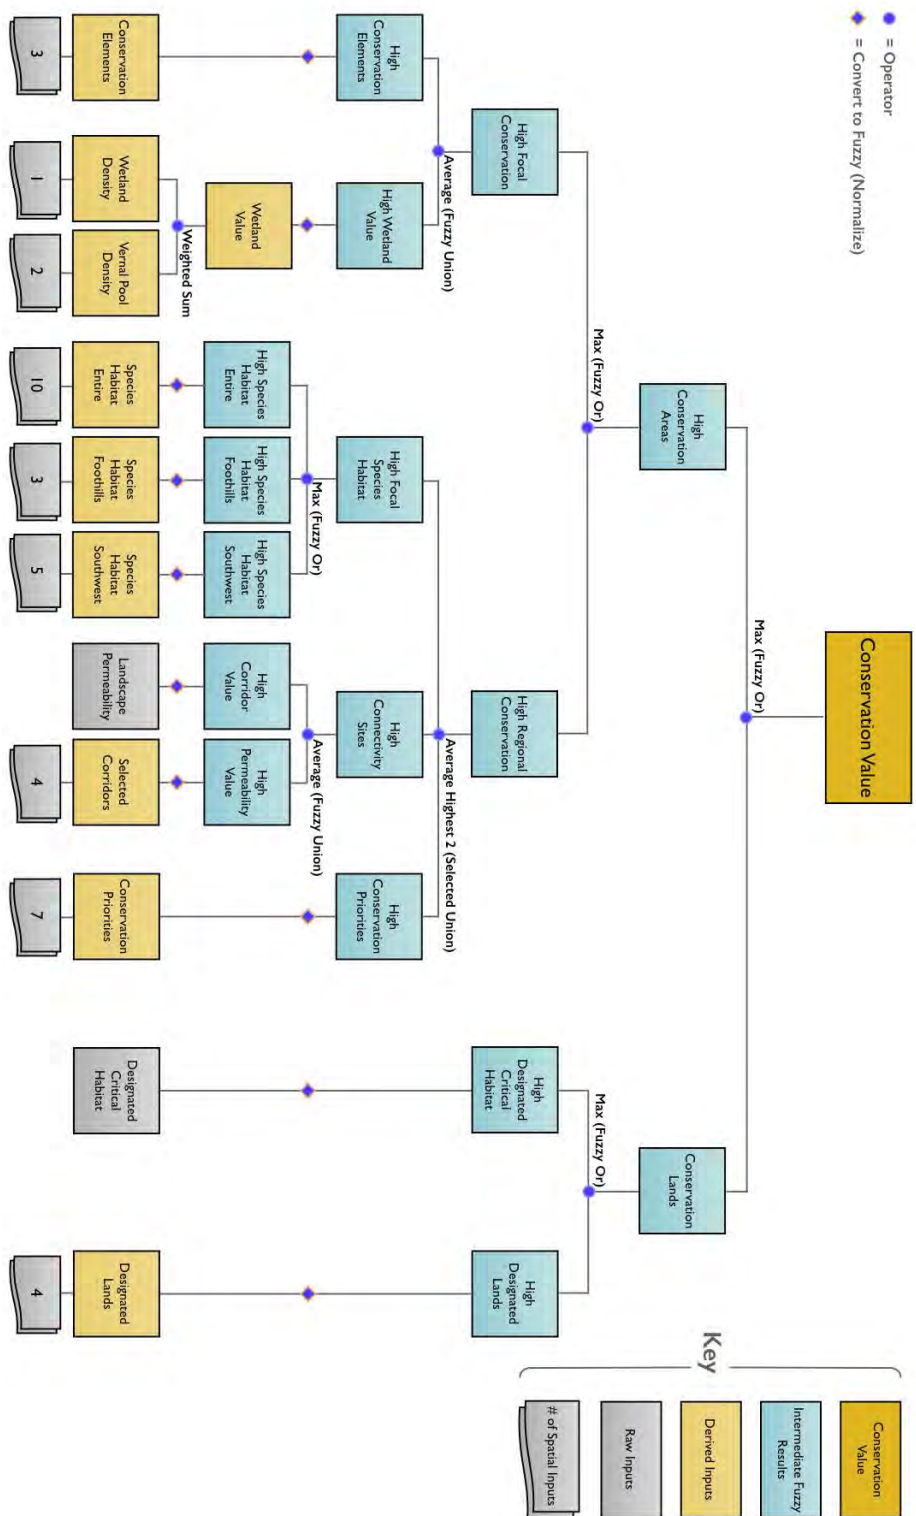 Conservation Value
Max (Fuzzy Or)
High
Conservation
Areas
Conservation
Lands
Max (Fuzzy Or)
Max (Fuzzy Or)
High Focal
Conservation
High Regional
Conservation
High
Designated
Critical
Habitat
High
Designated
Lands
Average (Fuzzy Union)
Average Highest 2 (Selected Union)
High
Conservation
Elements
High Wetland
Value
High Focal
Species
Habitat
High
Connectivity
Sites
High
Conservation
Priorities
Max (Fuzzy Or)
Average (Fuzzy Union)
Wetland
Value
High Species
Habitat
Entire
High Species
Habitat
Foothills
High Species
Habitat
Southwest
High
Corridor
Value
High
Permeability
Value
Weighted Sum
Conservation
Elements
Wetland
Density
Vernal Pool
Density
Species
Habitat
Entire
Species
Habitat
Foothills
Species
Habitat
Southwest
Landscape
Permeability
Selected
Corridors
Conservation
Priorities
Designated
Critical
Habitat
Designated
Lands
3
1
2
10
3
5
4
7
4
= Operator
= Convert to Fuzzy (Normalize)
Key
Conservation
Value
Intermediate Fuzzy
Results
Derived Inputs
Raw Inputs
# of Spatial Inputs